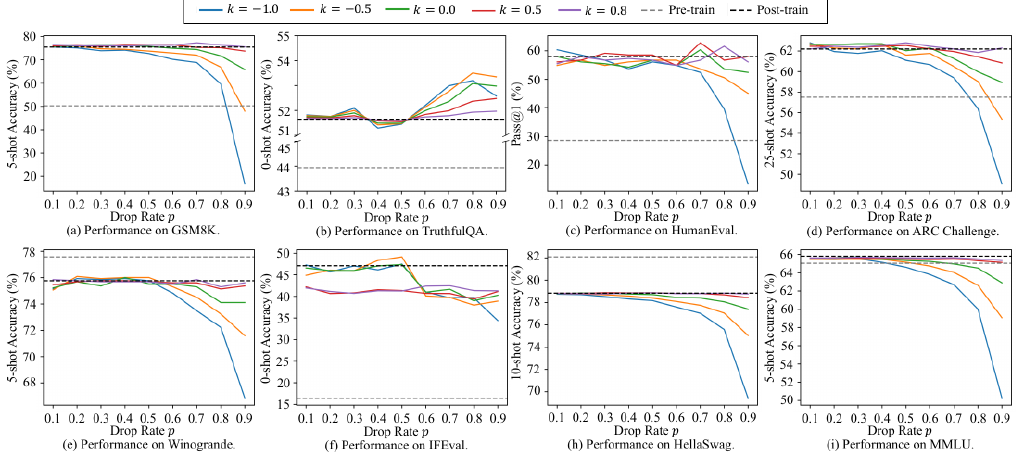 k = −1.0 k = −0.5 k = 0.0 k = 0.5 k = 0.8 Pre-train Post-train
5-shot Accuracy (%)
80
70
60
50
40
30
20
0.1 0.2 0.3 0.4 0.5 0.6 0.7 0.8 0.9
Drop Rate p
(a) Performance on GSM8K.
0-shot Accuracy (%)
55
53
52
51
45
44
43
0.1 0.2 0.3 0.4 0.5 0.6 0.7 0.8 0.9
Drop Rate p
(b) Performance on TruthfulQA.
Pass@1 (%)
60
50
40
30
20
0.1 0.2 0.3 0.4 0.5 0.6 0.7 0.8 0.9
Drop Rate p
(c) Performance on HumanEval.
25-shot Accuracy (%)
62
60
58
56
54
52
50
0.1 0.2 0.3 0.4 0.5 0.6 0.7 0.8 0.9
Drop Rate p
(d) Performance on ARC Challenge.
5-shot Accuracy (%)
78
76
74
72
70
68
0.1 0.2 0.3 0.4 0.5 0.6 0.7 0.8 0.9
Drop Rate p
(e) Performance on Winogrande.
0-shot Accuracy (%)
50
45
40
35
30
25
20
15
0.1 0.2 0.3 0.4 0.5 0.6 0.7 0.8 0.9
Drop Rate p
(f) Performance on IFEval.
10-shot Accuracy (%)
82
80
78
76
74
72
70
0.1 0.2 0.3 0.4 0.5 0.6 0.7 0.8 0.9
Drop Rate p
(h) Performance on HellaSwag.
5-shot Accuracy (%)
66
64
62
60
58
56
54
52
50
0.1 0.2 0.3 0.4 0.5 0.6 0.7 0.8 0.9
Drop Rate p
(i) Performance on MMLU.